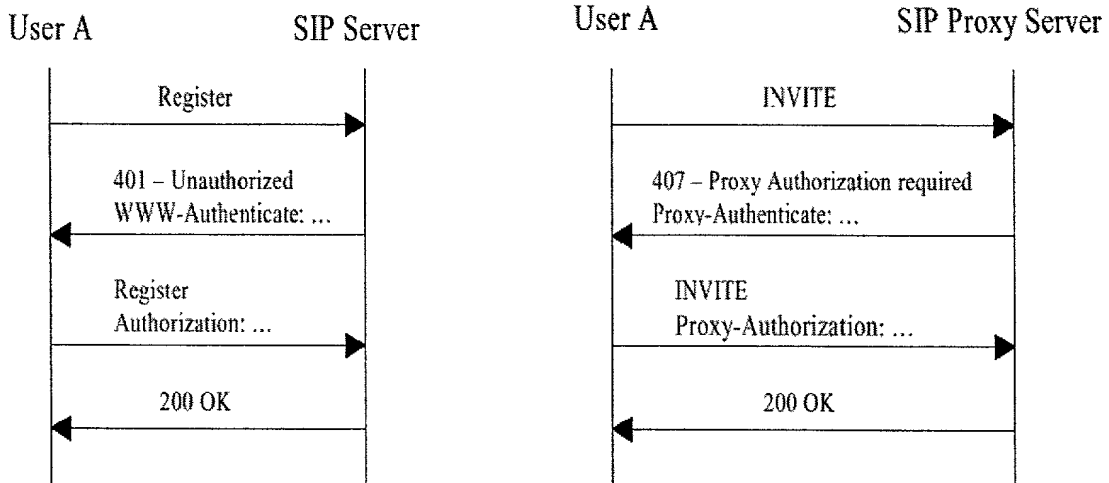 User A
SIP Server
Register
401 – Unauthorized
WWW-Authenticate: ...
Register
Authorization: ...
200 OK
User A
SIP Proxy Server
INVITE
407 – Proxy Authorization required
Proxy-Authenticate: ...
INVITE
Proxy-Authorization: ...
200 OK